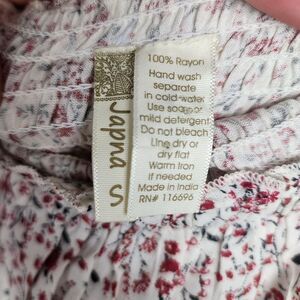 Japna
S
100% Rayon
Hand wash
separate
in cold water
Use soap or
mild detergent
Do not bleach
Line dry or
dry flat
Warm Iron
if needed
Made in India
RN# 116696